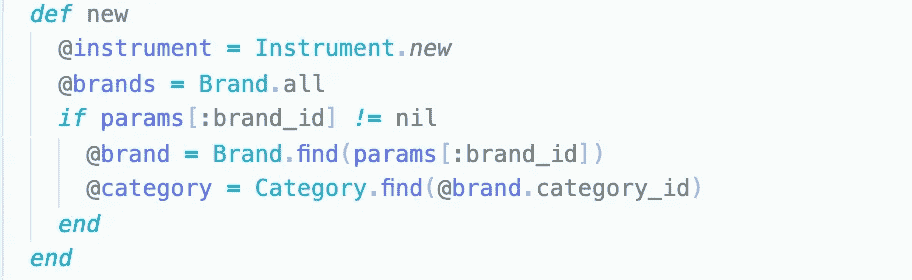 def new
@instrument = Instrument.new
@brands = Brand.all
if params[:brand_id] != nil
@brand = Brand.find(params[:brand_id])
@category = Category.find(@brand.category_id)
end
end